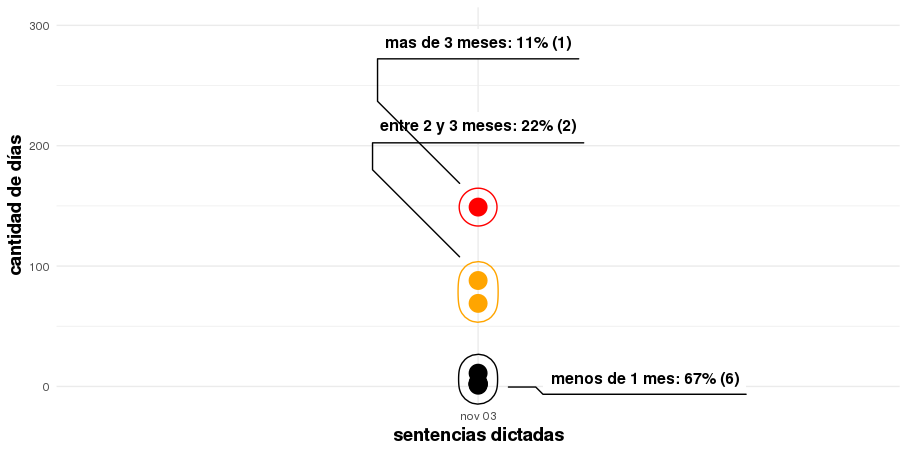 300
mas de 3 meses: 11% (1)
entre 2 y 3 meses: 22% (2)
200
cantidad de días
100
menos de 1 mes: 67% (6)
0
nov 03
sentencias dictadas